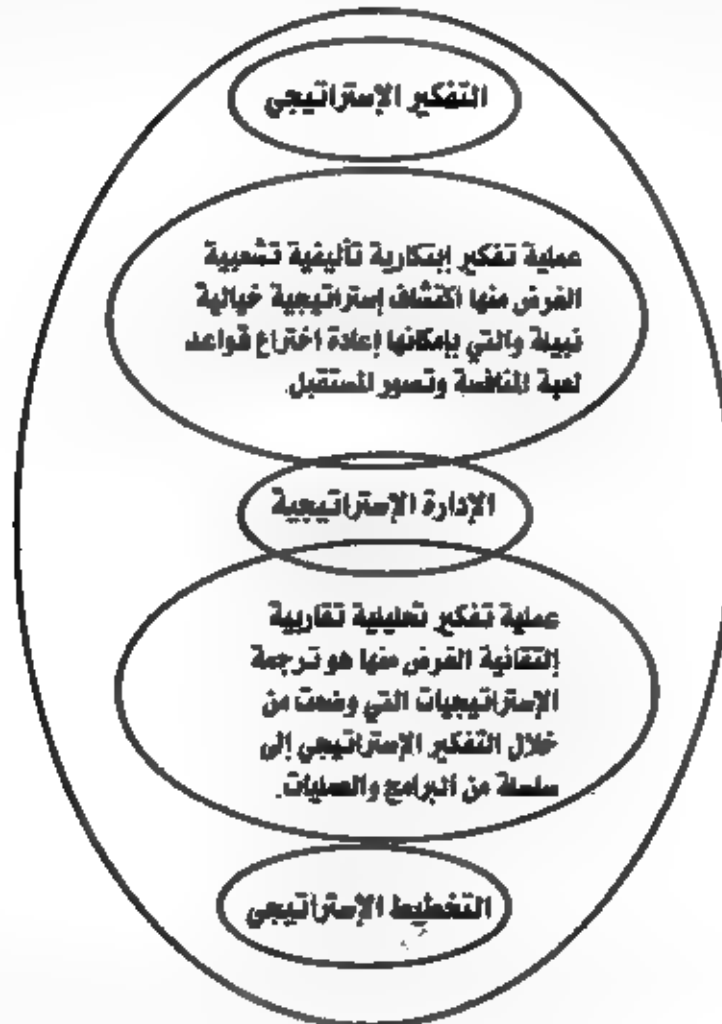 التفكير الإستراتيجي
عملية تفكير إبتكارية تأليفية تشعبية
الغرض منها اكتشاف إستراتيجية خيالية
نبيلة والتي بإمكانها إعادة اختراع قواعد
لعبة المنافسة وتصور المستقبل.
الإدارة الإستراتيجية
عملية تفكير تحليلية تقاربية
إلتقائية الغرض منها هو ترجمة
الإستراتيجيات التي وضعت من
خلال التفكير الإستراتيجي إلى
سلسلة من البرامج والعمليات.
التخطيط الإستراتيجي